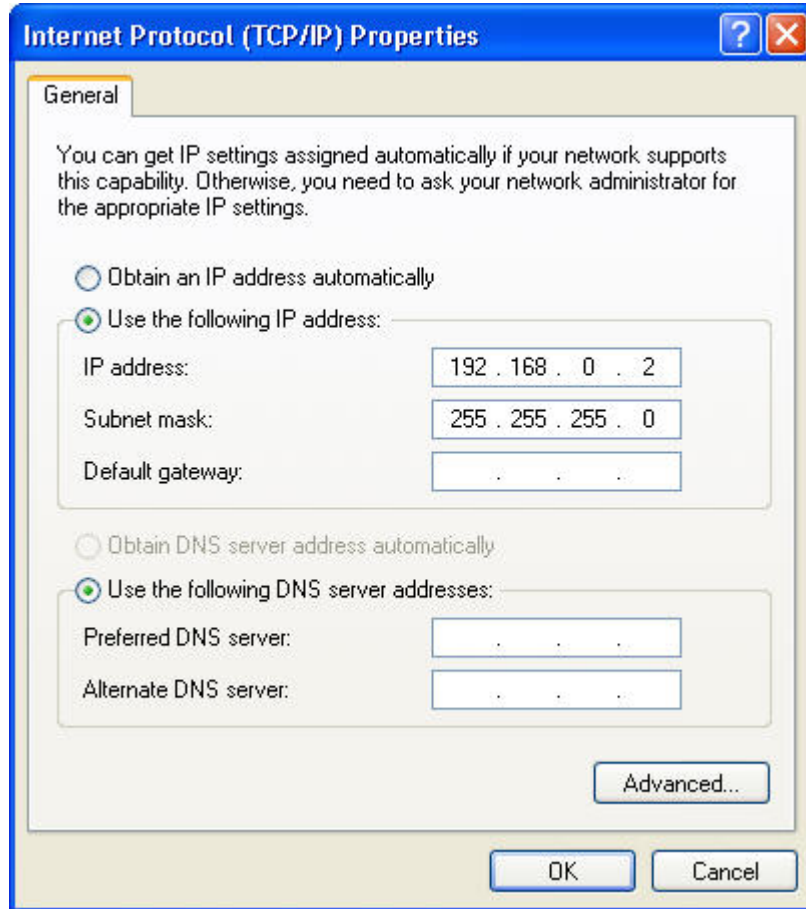 Internet Protocol (TCP/IP) Properties
General
You can get IP settings assigned automatically if your network supports
this capability. Otherwise, you need to ask your network administrator for
the appropriate IP settings.
Obtain an IP address automatically
Use the following IP address:
IP address: 192 . 168 . 0 . 2
Subnet mask: 255 . 255 . 255 . 0
Default gateway: . . .
Obtain DNS server address automatically
Use the following DNS server addresses:
Preferred DNS server: . . .
Alternate DNS server: . . .
Advanced...
OK Cancel